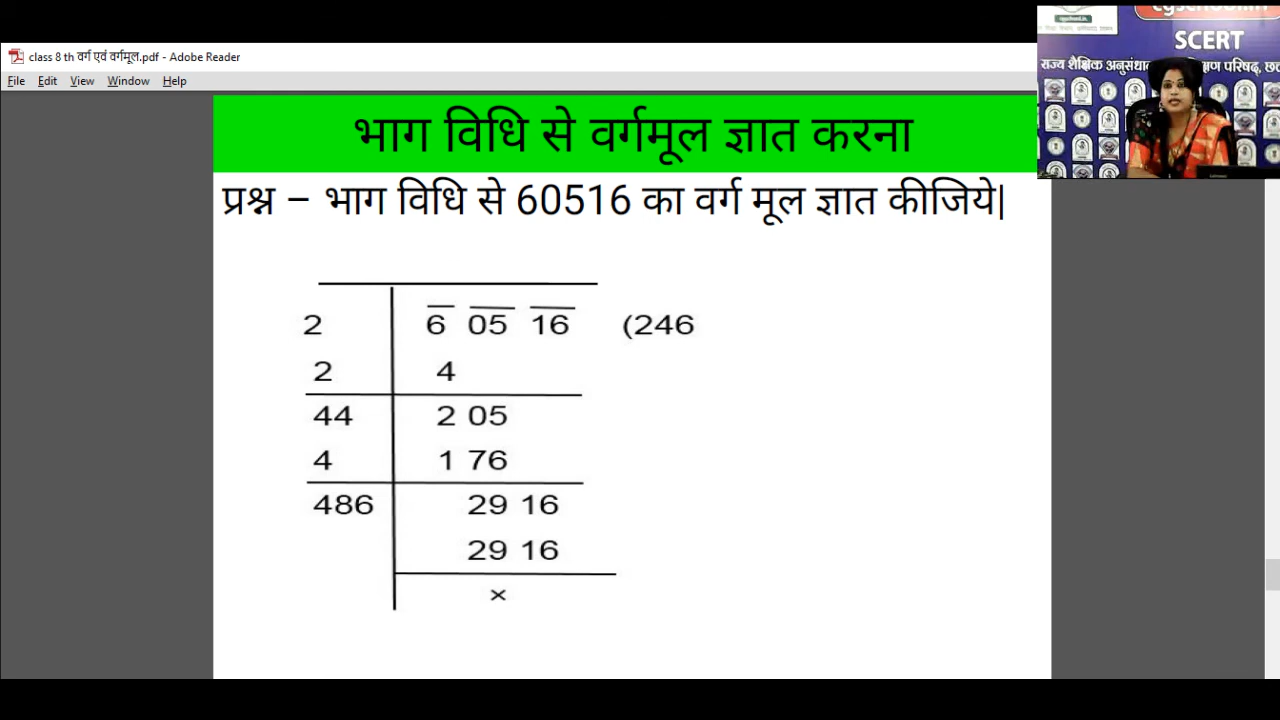 class 8 th वर्ग एवं वर्गमूल.pdf - Adobe Reader
File Edit View Window Help
SCERT
भाग विधि से वर्गमूल ज्ञात करना
प्रश्न – भाग विधि से 60516 का वर्ग मूल ज्ञात कीजिये|
2 6 05 16 (246
2 4
44 2 05
4 1 76
486 29 16
29 16
×